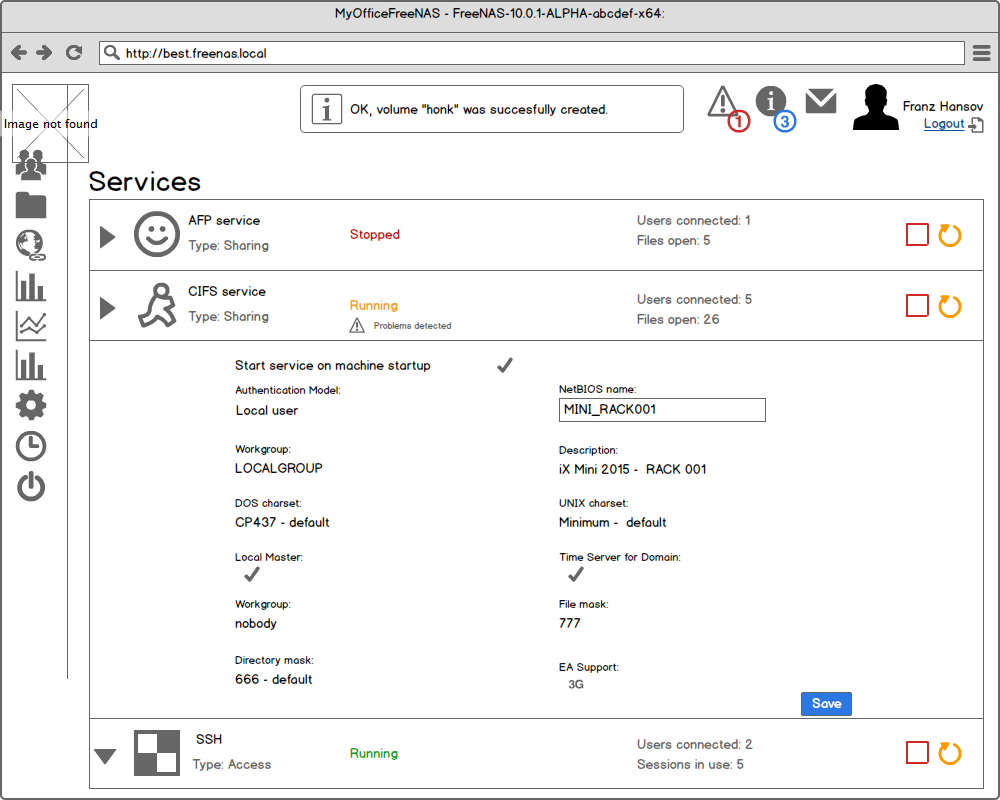 MyOfficeFreeNAS - FreeNAS-10.0.1-ALPHA-abcdef-x64:
http://best.freenas.local
Image not found
OK, volume "honk" was succesfully created.
1
3
Franz Hansov
Logout
Services
AFP service
Type: Sharing
Stopped
Users connected: 1
Files open: 5
CIFS service
Type: Sharing
Running
Problems detected
Users connected: 5
Files open: 26
Start service on machine startup
Authentication Model:
Local user
NetBIOS name:
MINI_RACK001
Workgroup:
LOCALGROUP
Description:
iX Mini 2015 - RACK 001
DOS charset:
CP437 - default
UNIX charset:
Minimum - default
Local Master:
Time Server for Domain:
Workgroup:
nobody
File mask:
777
Directory mask:
666 - default
EA Support:
3G
Save
SSH
Type: Access
Running
Users connected: 2
Sessions in use: 5